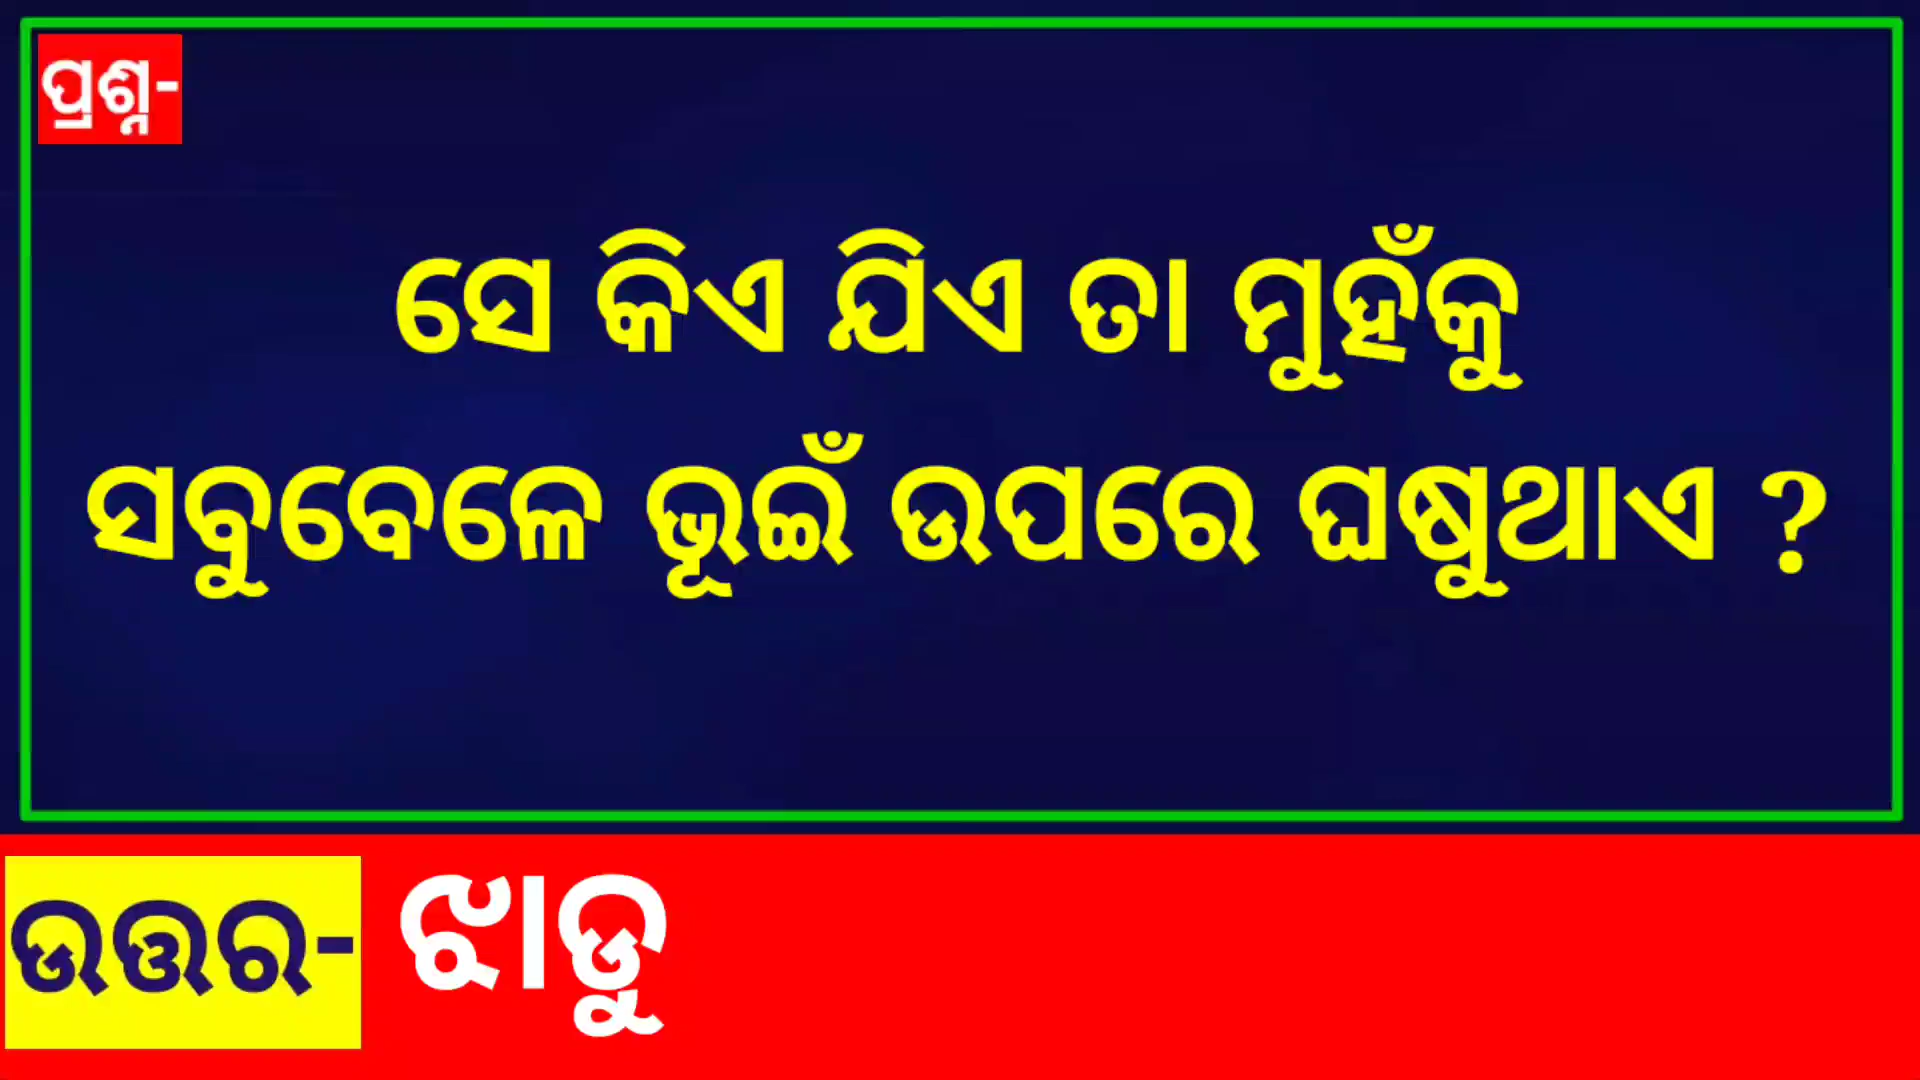 ପ୍ରଶ୍ନ-
ସେ କିଏ ଯିଏ ତା ମୁହଁକୁ
ସବୁବେଳେ ଭୂଇଁ ଉପରେ ଘଷୁଥାଏ ?
ଉତ୍ତର- ଝାଡୁ